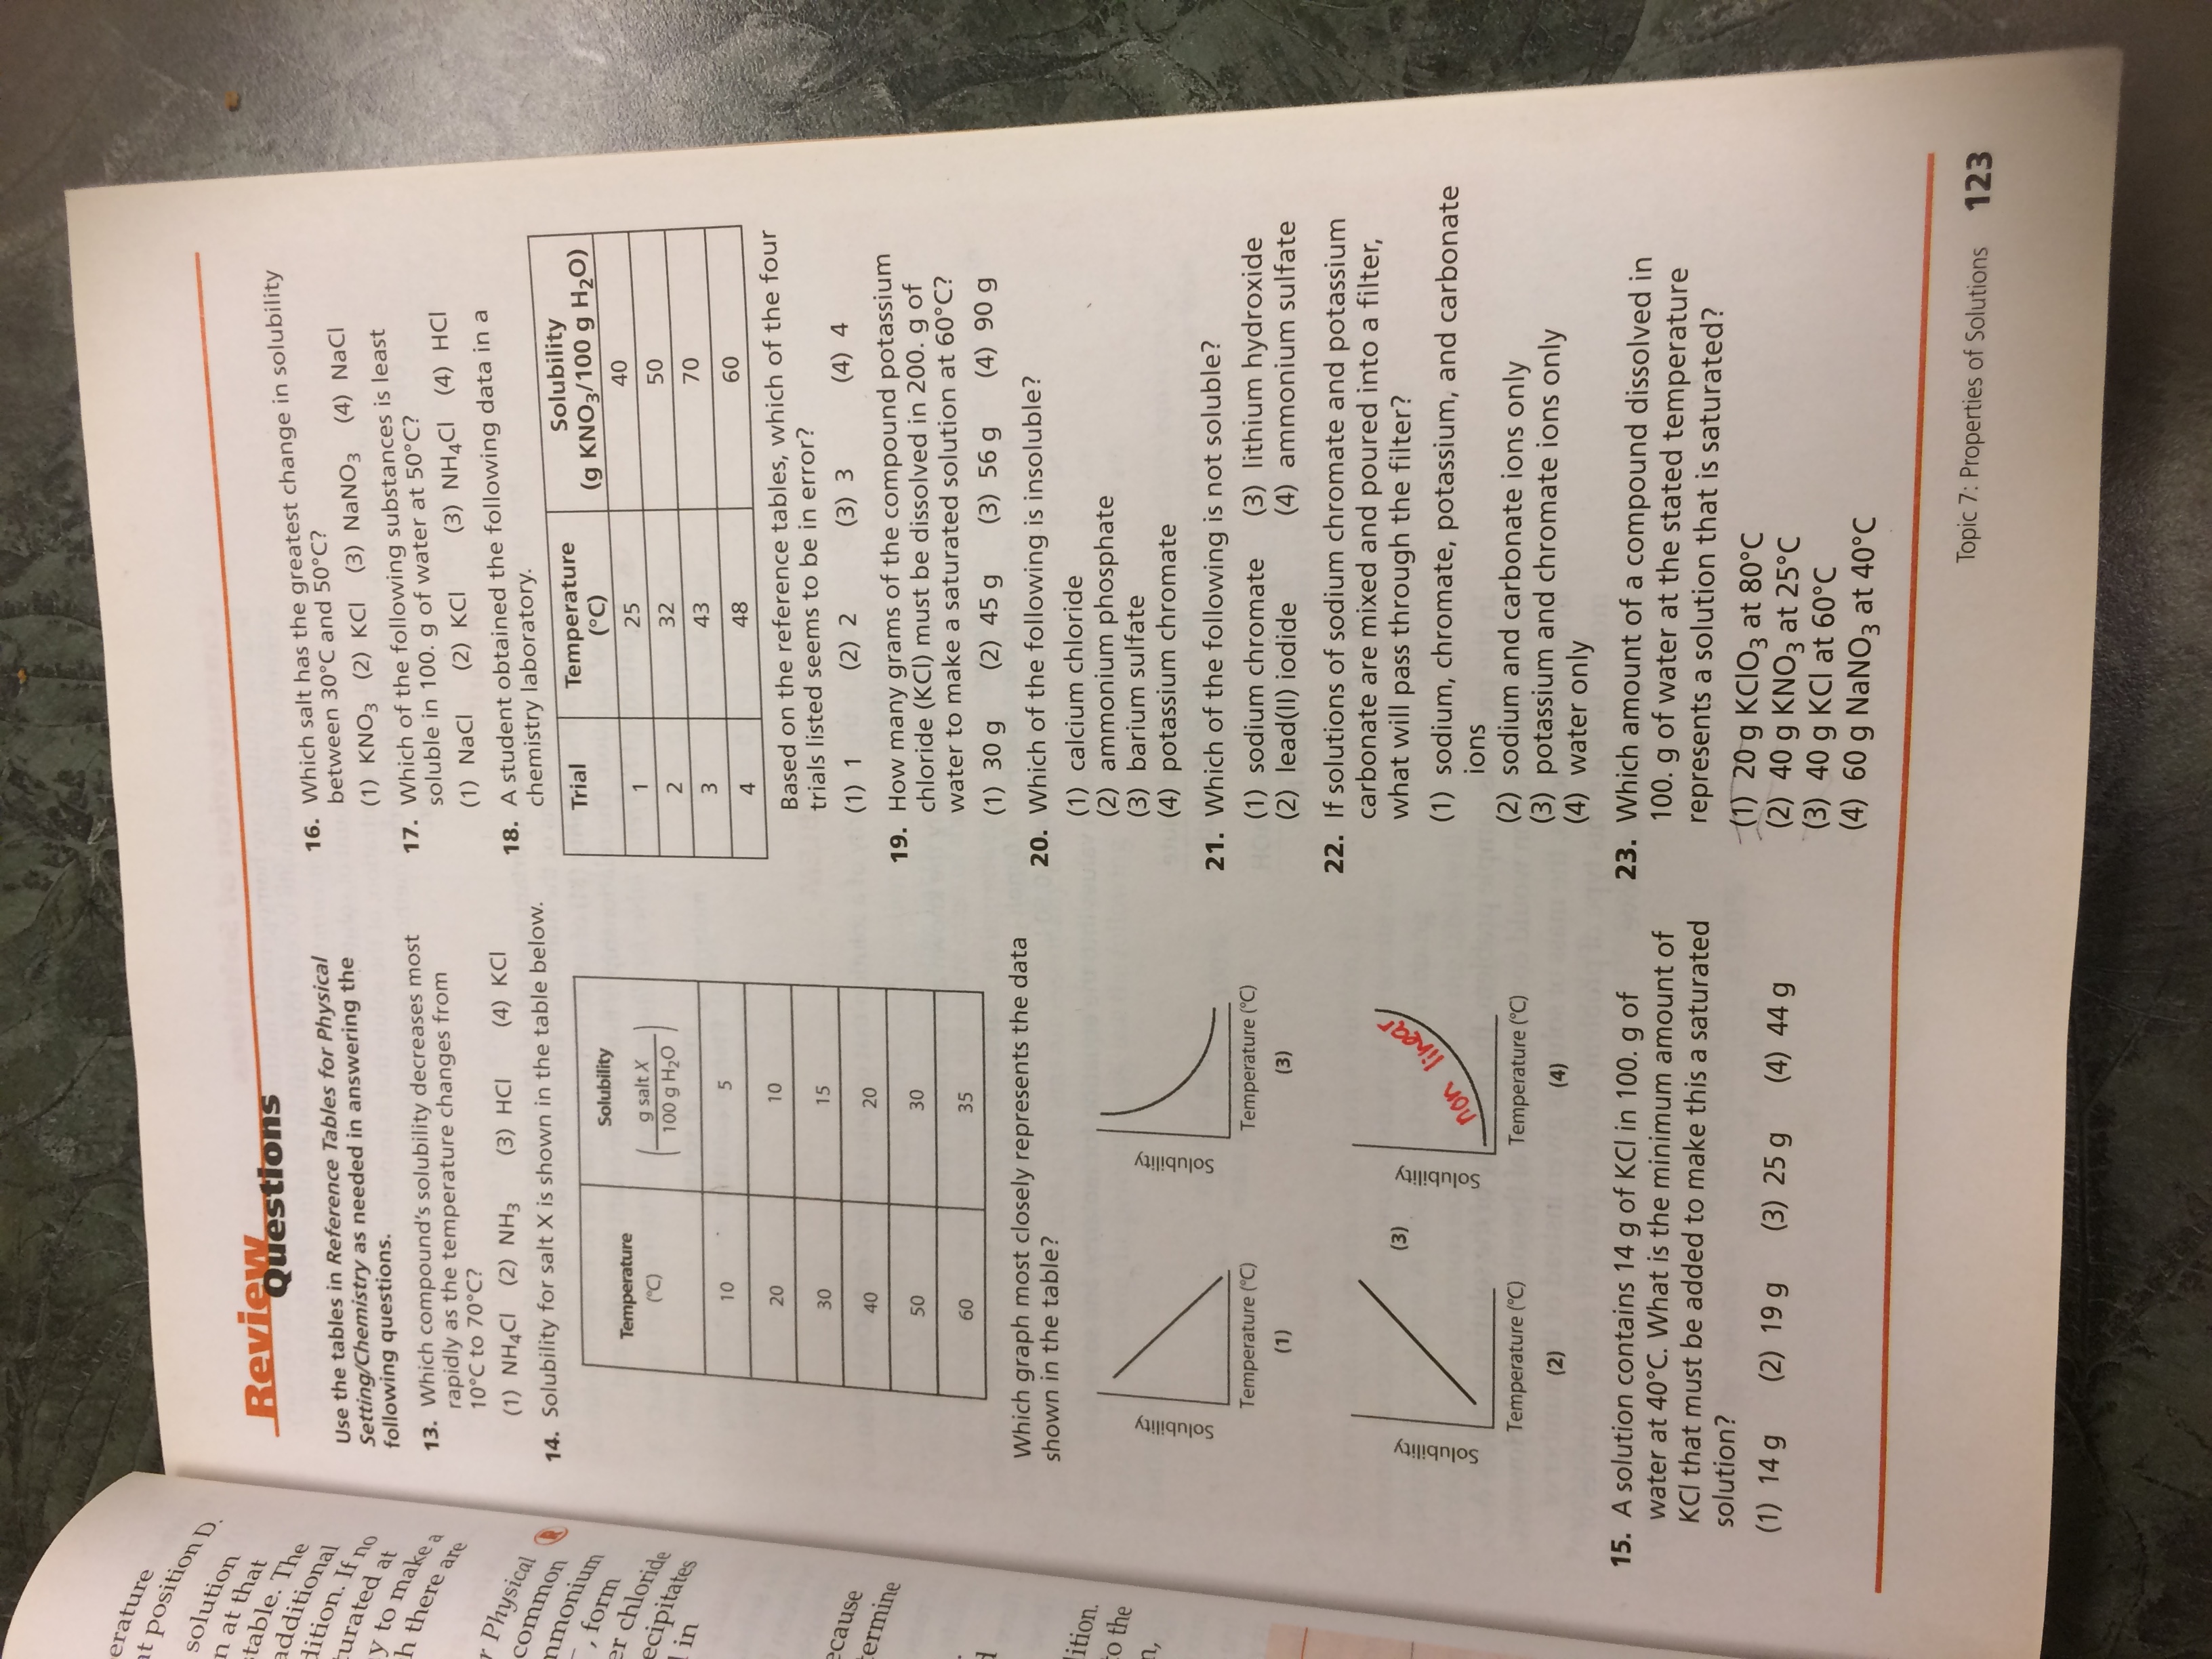 erature
at position D.
solution
n at that
stable. The
additional
dition. If no
turated at
y to make a
h there are
r Physical
common
mmonium
, form
er chloride
ecipitates
in
ecause
ermine
lition.
to the
n,
Review
Questions
Use the tables in Reference Tables for Physical
Setting/Chemistry as needed in answering the
following questions.
13. Which compound's solubility decreases most
rapidly as the temperature changes from
10°C to 70°C?
(1) NH₄Cl (2) NH₃ (3) HCl (4) KCl
14. Solubility for salt X is shown in the table below.
Temperature (°C) Solubility (g salt X / 100 g H₂O)
10 5
20 10
30 15
40 20
50 30
60 35
Which graph most closely represents the data
shown in the table?
Solubility
Temperature (°C)
(1)
Solubility
Temperature (°C)
(3)
Solubility
(3)
Temperature (°C)
(2)
Solubility
non linear
Temperature (°C)
(4)
15. A solution contains 14 g of KCl in 100. g of
water at 40°C. What is the minimum amount of
KCl that must be added to make this a saturated
solution?
(1) 14 g (2) 19 g (3) 25 g (4) 44 g
16. Which salt has the greatest change in solubility
between 30°C and 50°C?
(1) KNO₃ (2) KCl (3) NaNO₃ (4) NaCl
17. Which of the following substances is least
soluble in 100. g of water at 50°C?
(1) NaCl (2) KCl (3) NH₄Cl (4) HCl
18. A student obtained the following data in a
chemistry laboratory.
Trial Temperature (°C) Solubility (g KNO₃/100 g H₂O)
1 25 40
2 32 50
3 43 70
4 48 60
Based on the reference tables, which of the four
trials listed seems to be in error?
(1) 1 (2) 2 (3) 3 (4) 4
19. How many grams of the compound potassium
chloride (KCl) must be dissolved in 200. g of
water to make a saturated solution at 60°C?
(1) 30 g (2) 45 g (3) 56 g (4) 90 g
20. Which of the following is insoluble?
(1) calcium chloride
(2) ammonium phosphate
(3) barium sulfate
(4) potassium chromate
21. Which of the following is not soluble?
(1) sodium chromate (3) lithium hydroxide
(2) lead(II) iodide (4) ammonium sulfate
22. If solutions of sodium chromate and potassium
carbonate are mixed and poured into a filter,
what will pass through the filter?
(1) sodium, chromate, potassium, and carbonate
ions
(2) sodium and carbonate ions only
(3) potassium and chromate ions only
(4) water only
23. Which amount of a compound dissolved in
100. g of water at the stated temperature
represents a solution that is saturated?
(1) 20 g KClO₃ at 80°C
(2) 40 g KNO₃ at 25°C
(3) 40 g KCl at 60°C
(4) 60 g NaNO₃ at 40°C
Topic 7: Properties of Solutions 123